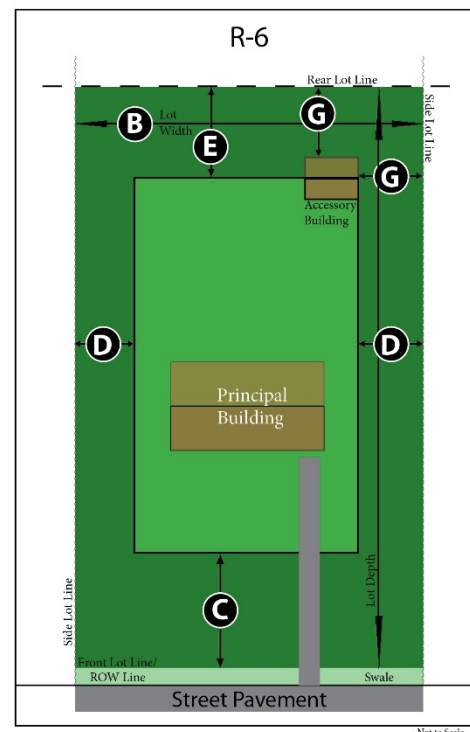 R-6
Rear Lot Line
B
Lot
Width
E
G
Side Lot Line
G
Accessory
Building
D
D
Principal
Building
Side Lot Line
C
Lot Depth
Front Lot Line/
ROW Line
Swale
Street Pavement
Not to Scale